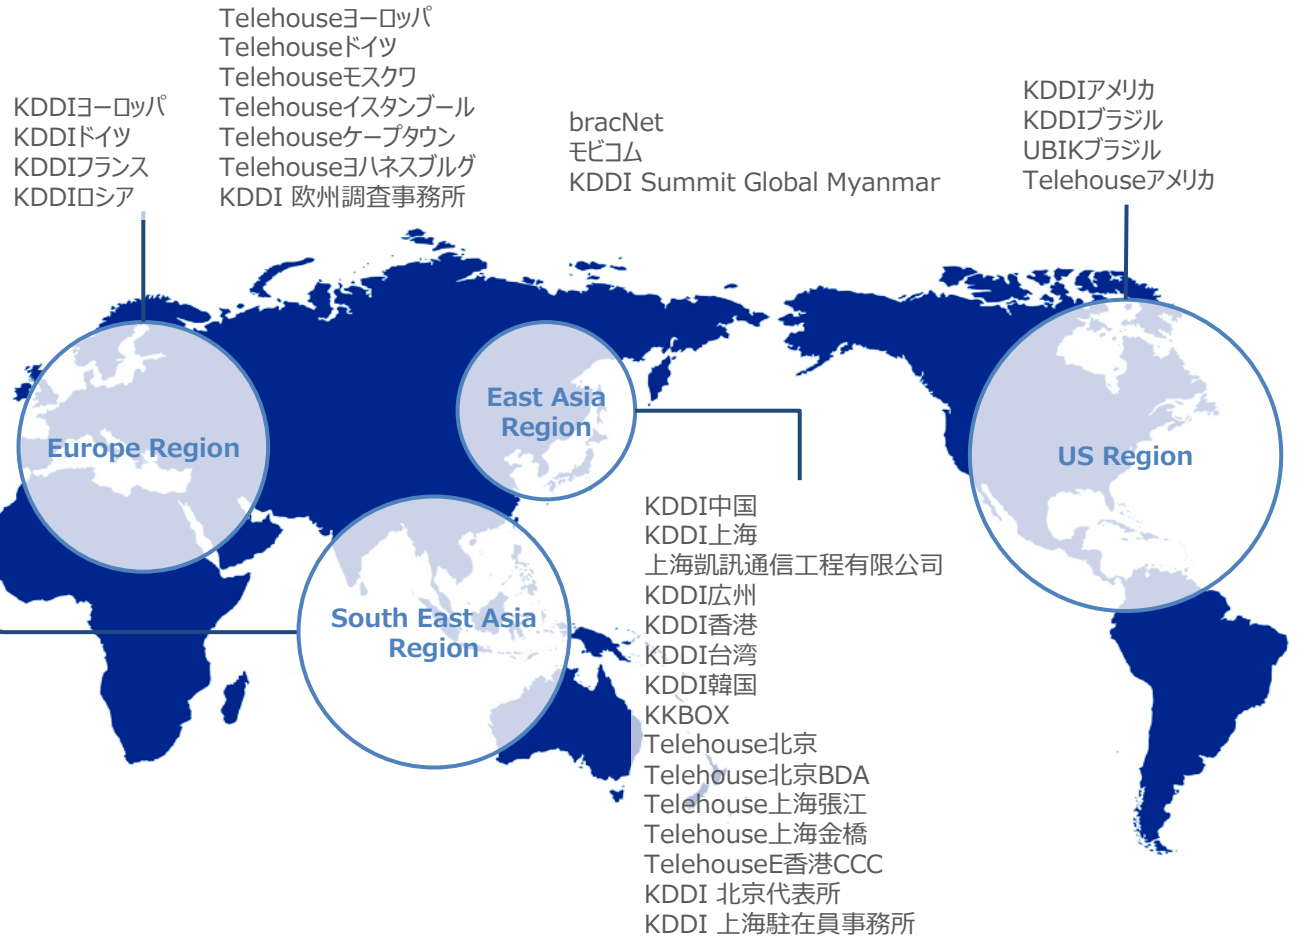 Telehouseヨーロッパ
Telehouseドイツ
Telehouseモスクワ
Telehouseイスタンブール
Telehouseケープタウン
Telehouseヨハネスブルグ
KDDI 欧州調査事務所
KDDIヨーロッパ
KDDIドイツ
KDDIフランス
KDDIロシア
bracNet
モビコム
KDDI Summit Global Myanmar
KDDIアメリカ
KDDIブラジル
UBIKブラジル
Telehouseアメリカ
Europe Region
East Asia
Region
US Region
South East Asia
Region
KDDI中国
KDDI上海
上海凱訊通信工程有限公司
KDDI広州
KDDI香港
KDDI台湾
KDDI韓国
KKBOX
Telehouse北京
Telehouse北京BDA
Telehouse上海張江
Telehouse上海金橋
TelehouseE香港CCC
KDDI 北京代表所
KDDI 上海駐在員事務所